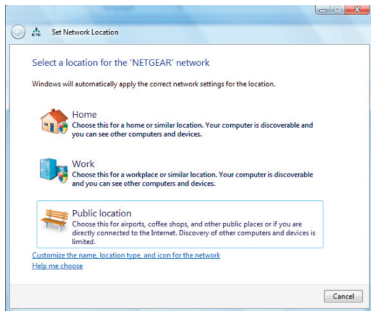 Set Network Location
Select a location for the 'NETGEAR' network
Windows will automatically apply the correct network settings for the location.
Home
Choose this for a home or similar location. Your computer is discoverable and
you can see other computers and devices.
Work
Choose this for a workplace or similar location. Your computer is discoverable
and you can see other computers and devices.
Public location
Choose this for airports, coffee shops, and other public places or if you are
directly connected to the Internet. Discovery of other computers and devices is
limited.
Customize the name, location type, and icon for the network
Help me choose
Cancel